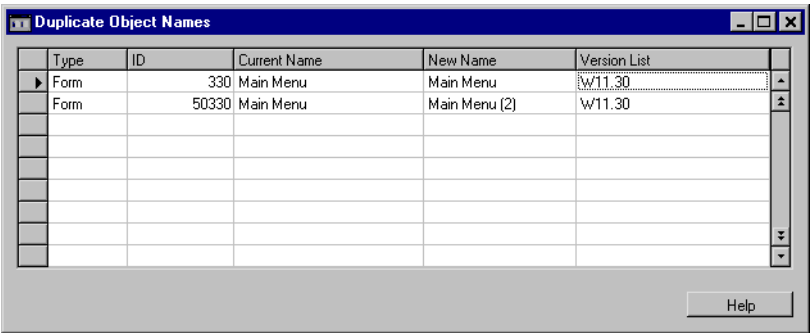 Duplicate Object Names
Type ID Current Name New Name Version List
Form 330 Main Menu Main Menu W11.30
Form 50330 Main Menu Main Menu (2) W11.30
Help